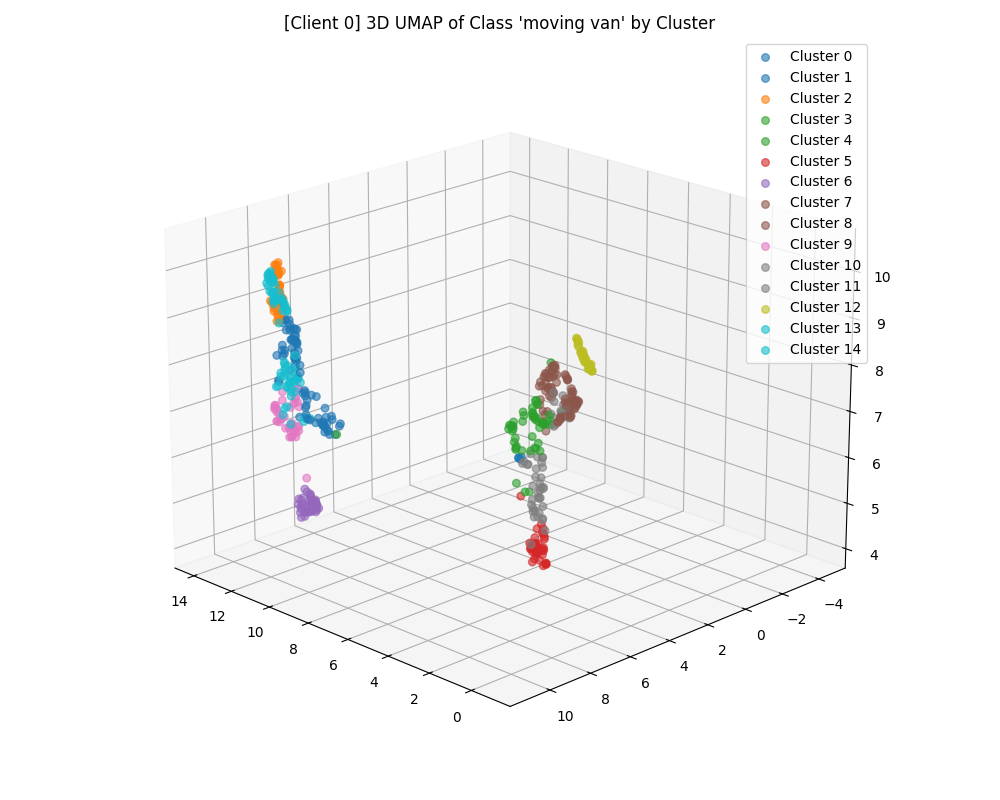 [Client 0] 3D UMAP of Class 'moving van' by Cluster
Cluster 0
Cluster 1
Cluster 2
Cluster 3
Cluster 4
Cluster 5
Cluster 6
Cluster 7
Cluster 8
Cluster 9
Cluster 10
Cluster 11
Cluster 12
Cluster 13
Cluster 14
10
9
8
7
6
5
4
14
12
10
8
6
4
2
0
10
8
6
4
2
0
−2
−4